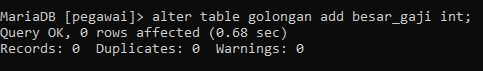 MariaDB [pegawai]> alter table golongan add besar_gaji int;
Query OK, 0 rows affected (0.68 sec)
Records: 0  Duplicates: 0  Warnings: 0